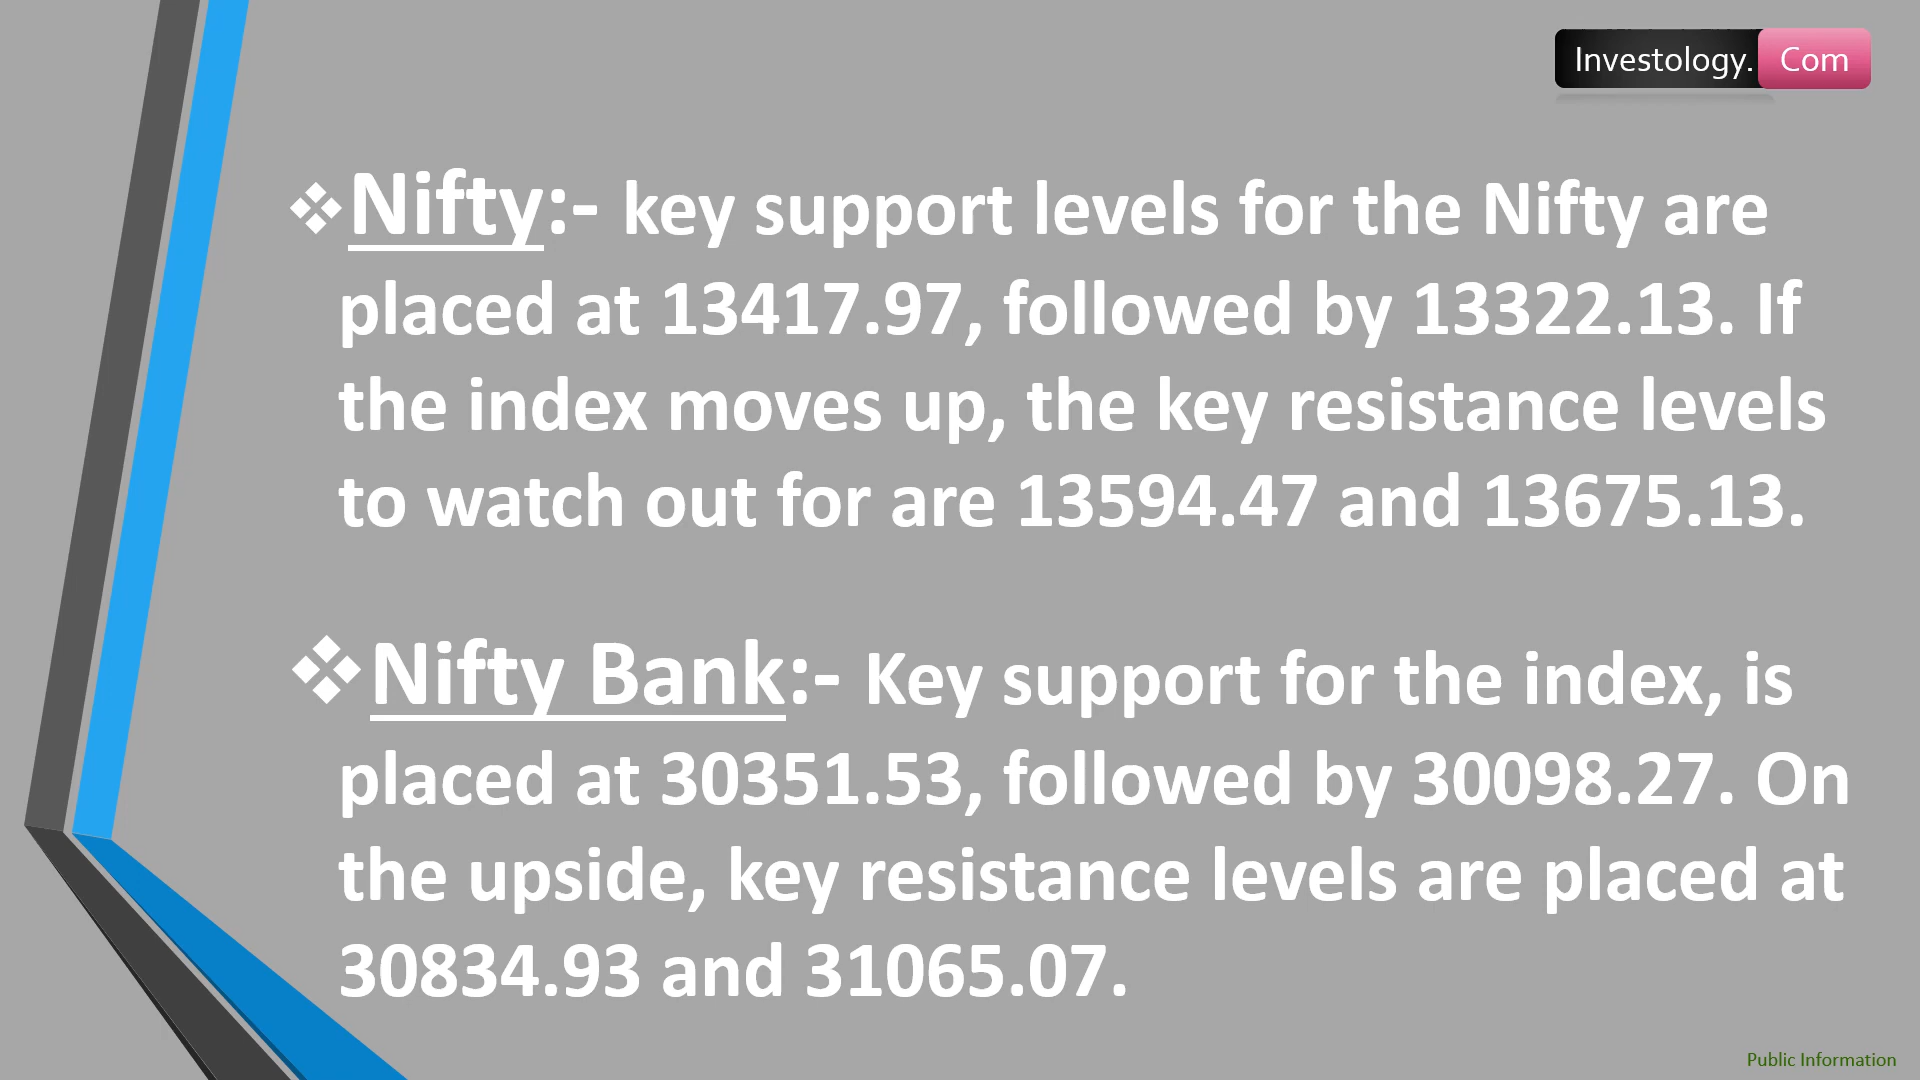 Investology. Com
❖Nifty:- key support levels for the Nifty are
placed at 13417.97, followed by 13322.13. If
the index moves up, the key resistance levels
to watch out for are 13594.47 and 13675.13.
❖Nifty Bank:- Key support for the index, is
placed at 30351.53, followed by 30098.27. On
the upside, key resistance levels are placed at
30834.93 and 31065.07.
Public Information